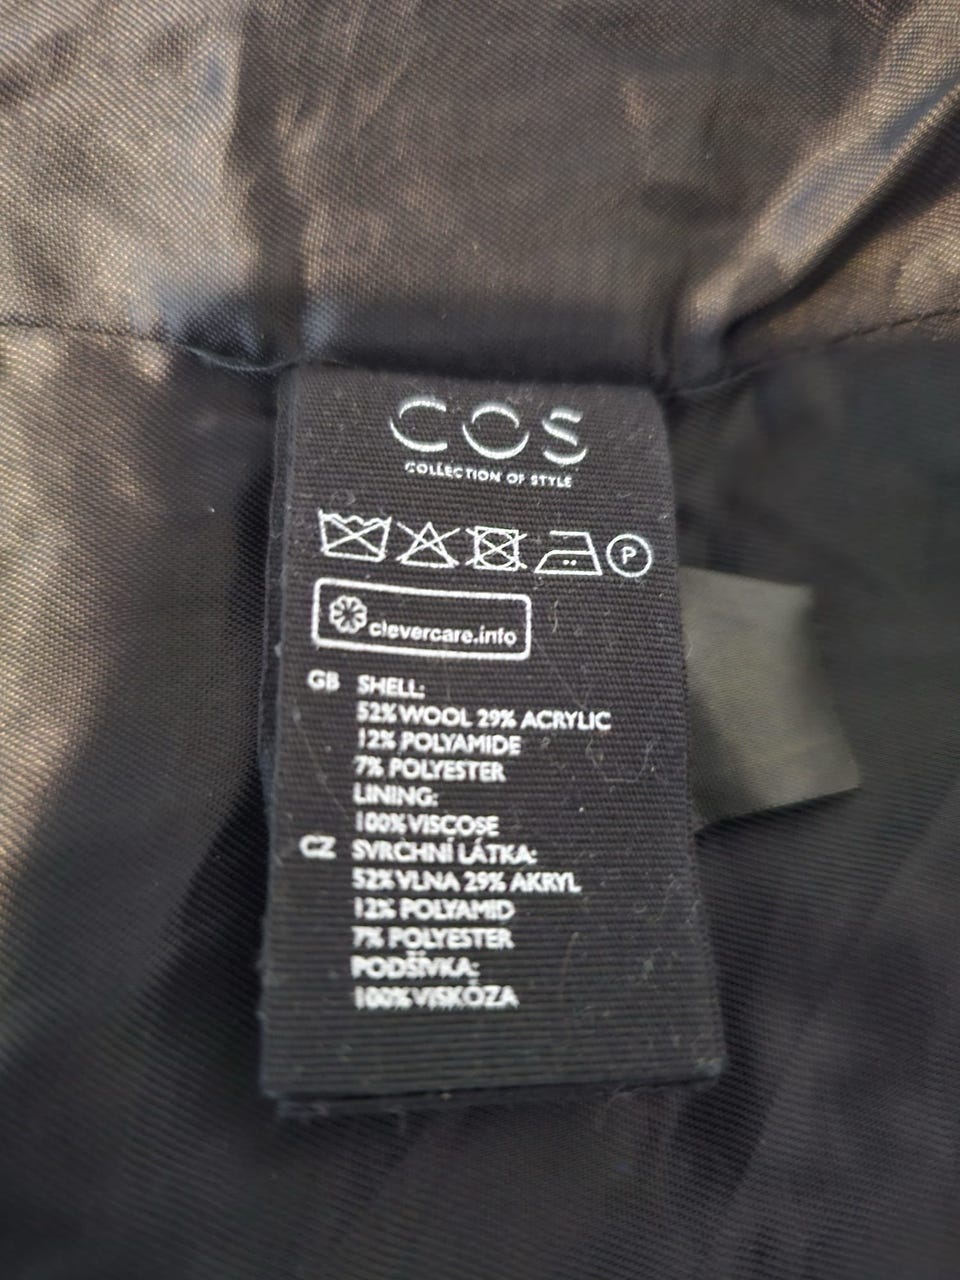 COS
COLLECTION OF STYLE
P
clevercare.info
GB SHELL:
52% WOOL 29% ACRYLIC
12% POLYAMIDE
7% POLYESTER
LINING:
100% VISCOSE
CZ SVRCHNÍ LÁTKA:
52% VLNA 29% AKRYL
12% POLYAMID
7% POLYESTER
PODŠÍVKA:
100% VISKÓZA